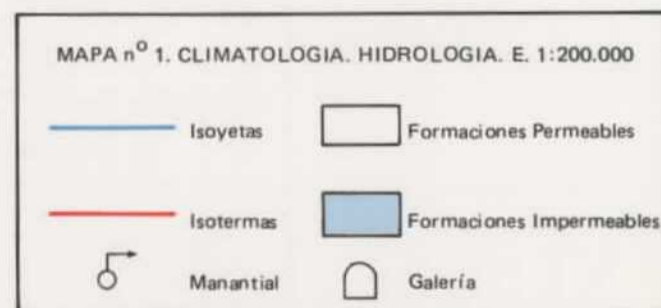 MAPA nº 1. CLIMATOLOGIA. HIDROLOGIA. E. 1:200.000
Isoyetas
Formaciones Permeables
Isotermas
Formaciones Impermeables
Manantial
Galería